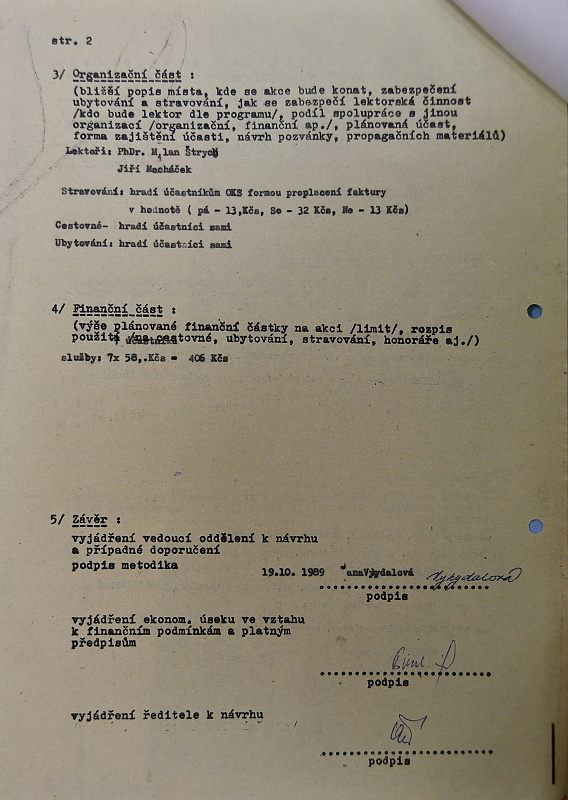 str. 2
3/ Organizační část :
(bližší popis místa, kde se akce bude konat, zabezpečení
ubytování a stravování, jak se zabezpečí lektorská činnost
/kdo bude lektor dle programu/, podíl spolupráce s jinou
organizací /organizační, finanční ap./, plánovaná účast,
forma zajištění účasti, návrh pozvánky, propagačních materiálů)
Lektoři: PhDr. Milan Štrych
Jiří Macháček
Stravování: hradí účastníkům OKS formou proplacení faktury
v hodnotě ( pá - 13,Kčs, So - 32 Kčs, Ne - 13 Kčs)
Cestovné- hradí účastníci sami
Ubytování: hradí účastníci sami
4/ Finanční část :
(výše plánované finanční částky na akci /limit/, rozpis
použití /na cestovné, ubytování, stravování, honoráře aj./)
účastníků
služby: 7x 58,.Kčs = 406 Kčs
5/ Závěr :
vyjádření vedoucí oddělení k návrhu
a případné doporučení
podpis metodika 19.10. 1989 Jana Vybydalová Vybydalová
podpis
vyjádření ekonom. úseku ve vztahu
k finančním podmínkám a platným
předpisům
podpis
vyjádření ředitele k návrhu
podpis